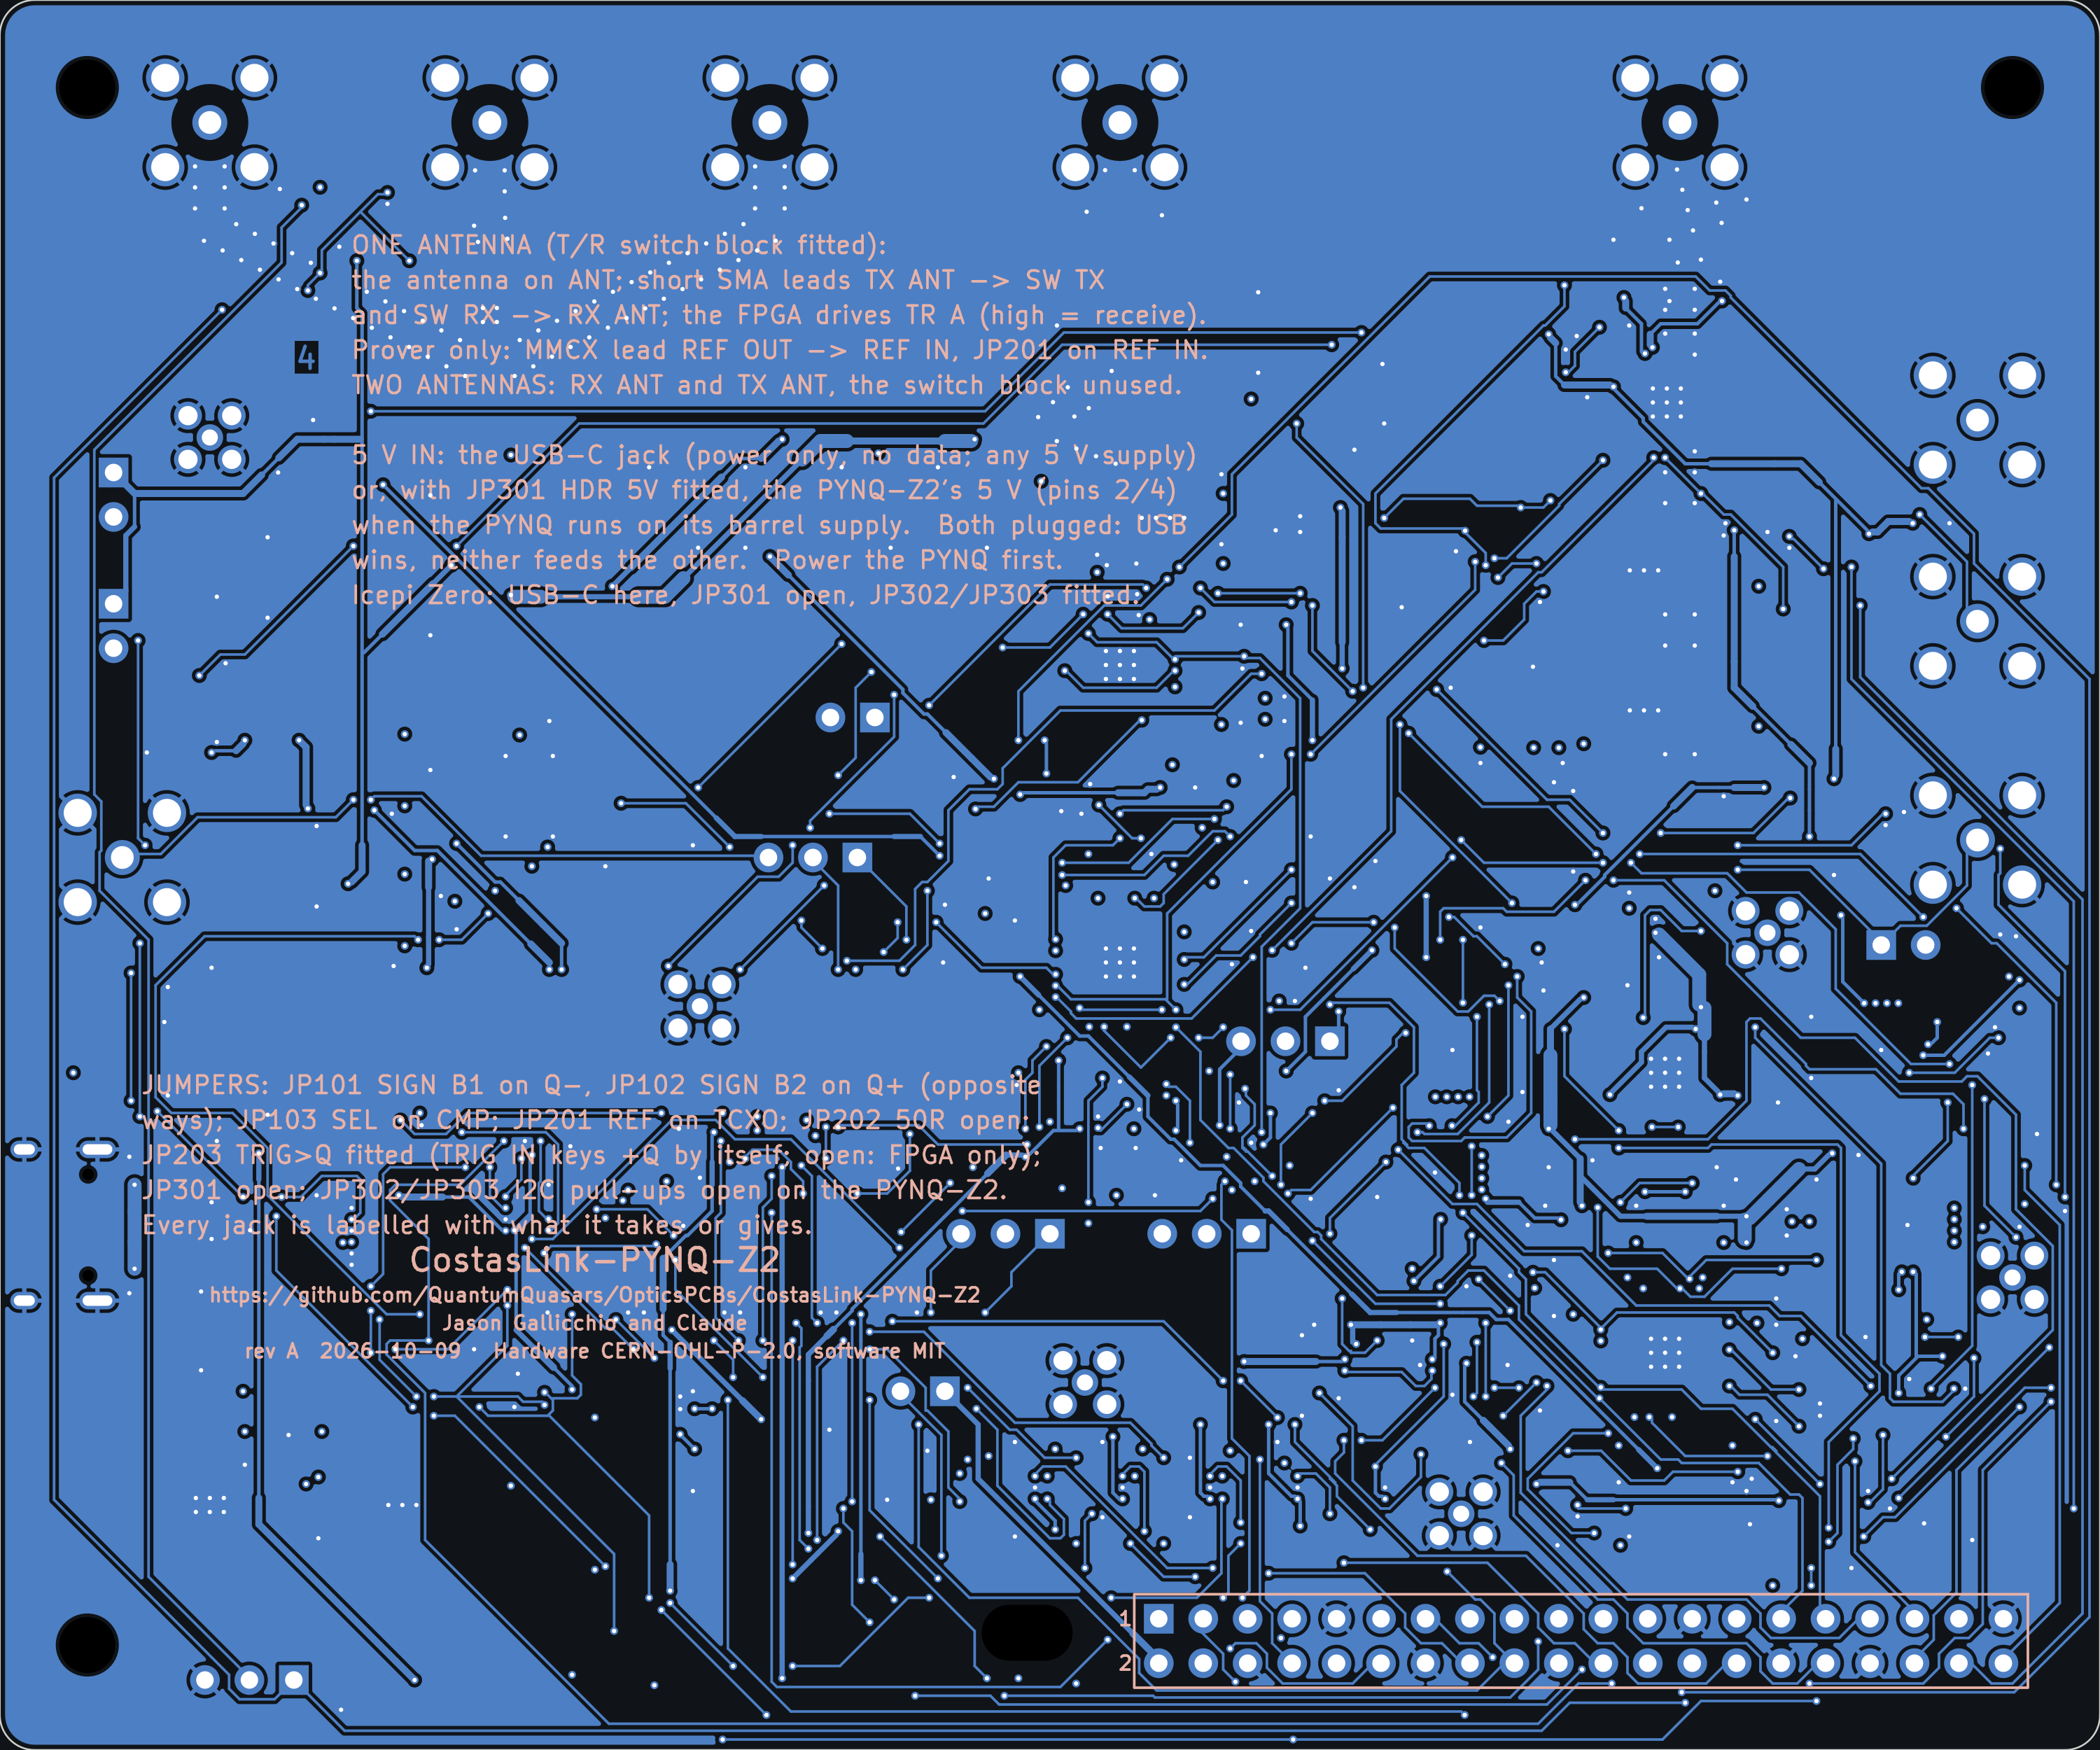 ONE ANTENNA (T/R switch block fitted):
the antenna on ANT; short SMA leads TX ANT -> SW TX
and SW RX -> RX ANT; the FPGA drives TR A (high = receive).
Prover only: MMCX lead REF OUT -> REF IN, JP201 on REF IN.
TWO ANTENNAS: RX ANT and TX ANT, the switch block unused.
4
5 V IN: the USB-C jack (power only, no data; any 5 V supply)
or, with JP301 HDR 5V fitted, the PYNQ-Z2's 5 V (pins 2/4)
when the PYNQ runs on its barrel supply.  Both plugged: USB
wins, neither feeds the other.  Power the PYNQ first.
Icepi Zero: USB-C here, JP301 open, JP302/JP303 fitted.
JUMPERS: JP101 SIGN B1 on Q-, JP102 SIGN B2 on Q+ (opposite
ways); JP103 SEL on CMP; JP201 REF on TCXO; JP202 50R open;
JP203 TRIG>Q fitted (TRIG IN keys +Q by itself; open: FPGA only);
JP301 open; JP302/JP303 I2C pull-ups open on the PYNQ-Z2.
Every jack is labelled with what it takes or gives.
CostasLink-PYNQ-Z2
https://github.com/QuantumQuasars/OpticsPCBs/CostasLink-PYNQ-Z2
Jason Gallicchio and Claude
rev A  2026-10-09   Hardware CERN-OHL-P-2.0, software MIT
1
2